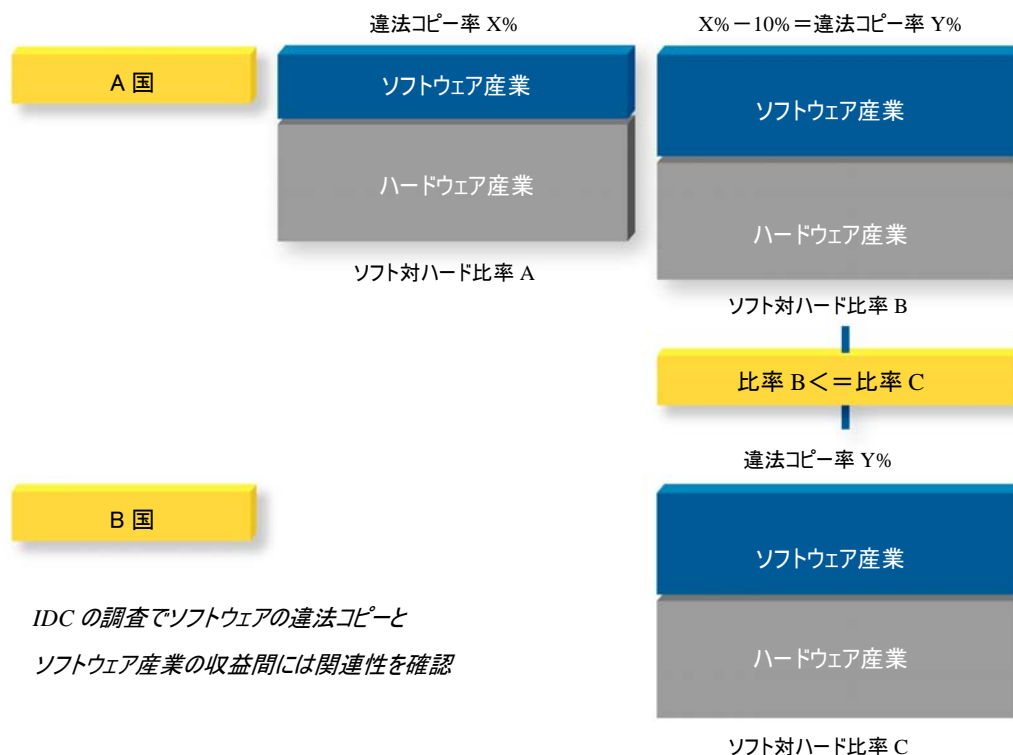 違法コピー率 X%
X%－10%＝違法コピー率 Y%
A 国
ソフトウェア産業
ハードウェア産業
ソフト対ハード比率 A
ソフトウェア産業
ハードウェア産業
ソフト対ハード比率 B
比率 B＜＝比率 C
違法コピー率 Y%
B 国
ソフトウェア産業
ハードウェア産業
ソフト対ハード比率 C
IDC の調査でソフトウェアの違法コピーと
ソフトウェア産業の収益間には関連性を確認